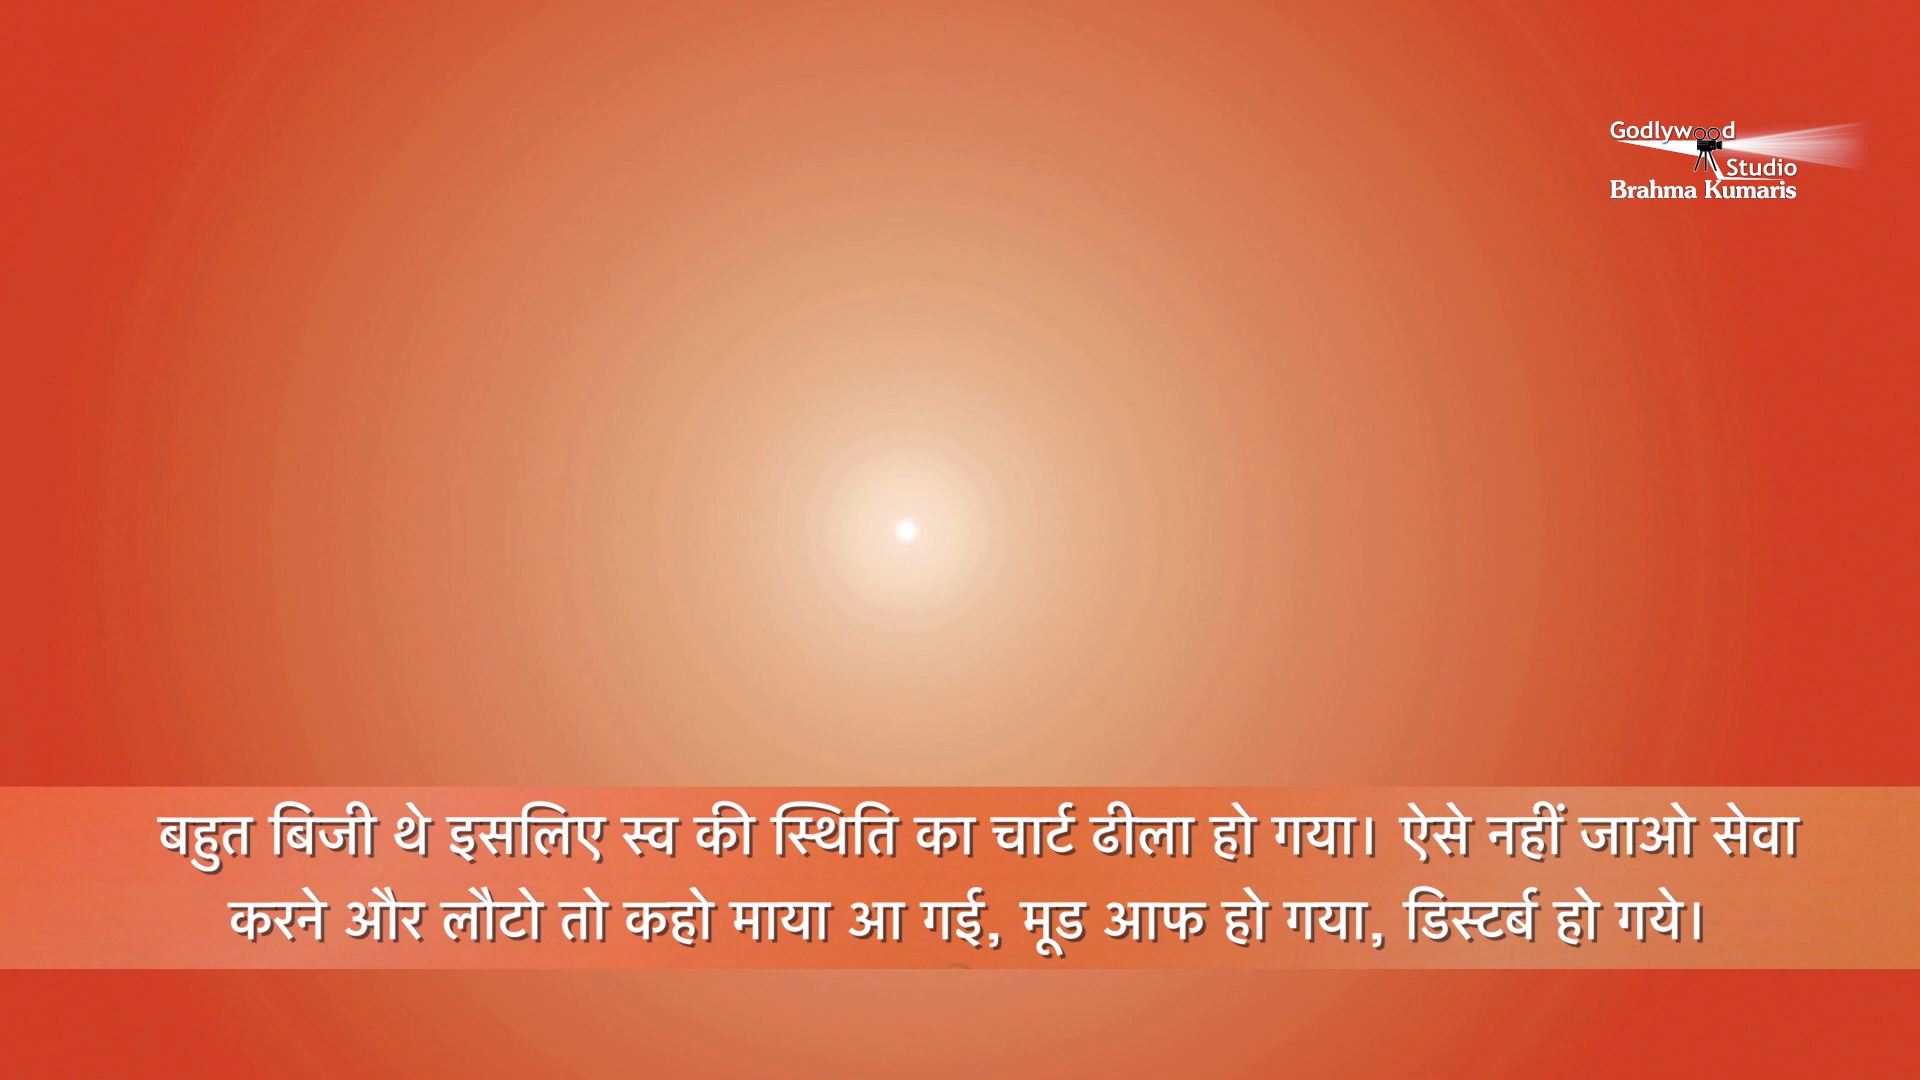 Godlywood
Studio
Brahma Kumaris
बहुत बिजी थे इसलिए स्व की स्थिति का चार्ट ढीला हो गया। ऐसे नहीं जाओ सेवा
करने और लौटो तो कहो माया आ गई, मूड आफ हो गया, डिस्टर्ब हो गये।